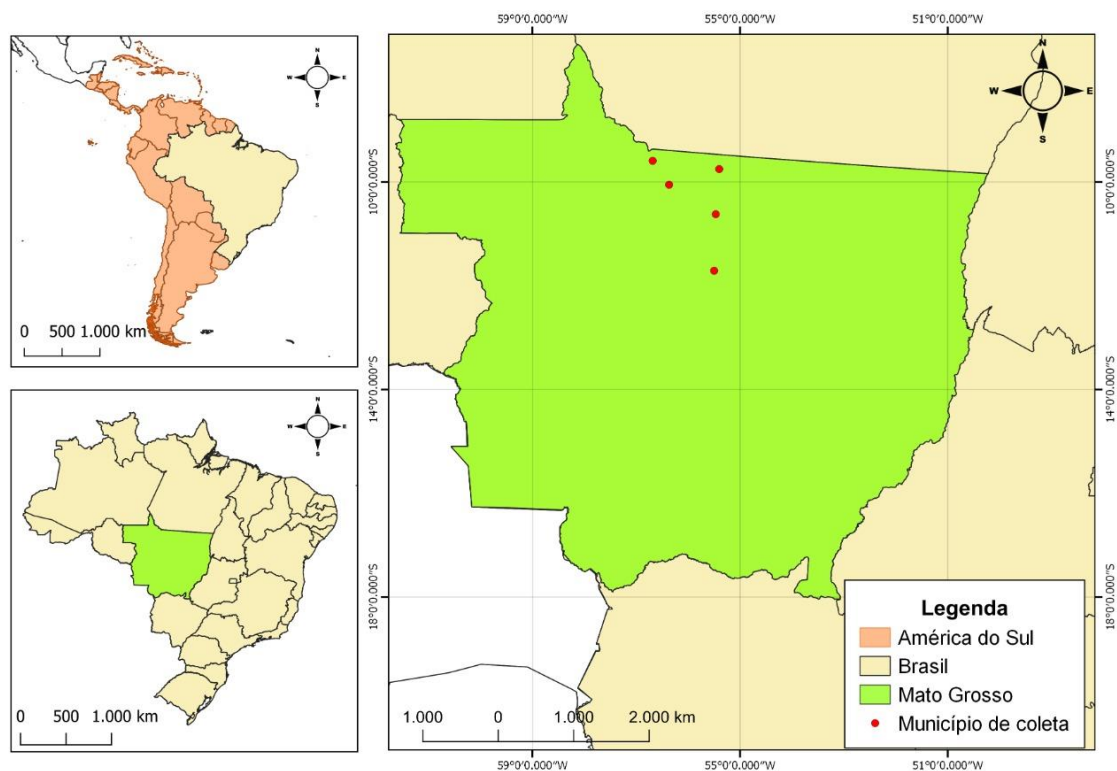 N
W E
S
0 500 1.000 km
N
W E
S
0 500 1.000 km
59°0'0.000"W 55°0'0.000"W 51°0'0.000"W
N
W E
S
10°0'0.000"S 10°0'0.000"S
14°0'0.000"S 14°0'0.000"S
18°0'0.000"S 18°0'0.000"S
Legenda
América do Sul
Brasil
Mato Grosso
Município de coleta
1.000 0 1.000 2.000 km
59°0'0.000"W 55°0'0.000"W 51°0'0.000"W